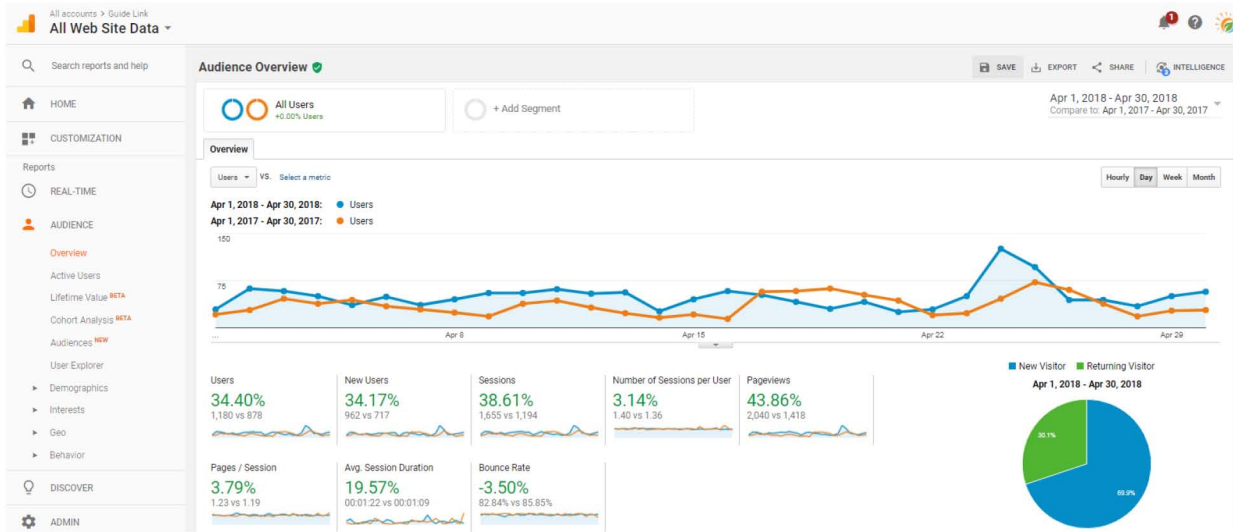 All accounts > Guide Link
All Web Site Data
1
Search reports and help
HOME
CUSTOMIZATION
Reports
REAL-TIME
AUDIENCE
Overview
Active Users
Lifetime Value BETA
Cohort Analysis BETA
Audiences NEW
User Explorer
Demographics
Interests
Geo
Behavior
DISCOVER
ADMIN
Audience Overview
SAVE
EXPORT
SHARE
3
INTELLIGENCE
All Users
+0.00% Users
+ Add Segment
Apr 1, 2018 - Apr 30, 2018
Compare to: Apr 1, 2017 - Apr 30, 2017
Overview
Users VS. Select a metric
Hourly Day Week Month
Apr 1, 2018 - Apr 30, 2018: Users
Apr 1, 2017 - Apr 30, 2017: Users
150
75
... Apr 8 Apr 15 Apr 22 Apr 29
Users
34.40%
1,180 vs 878
New Users
34.17%
962 vs 717
Sessions
38.61%
1,655 vs 1,194
Number of Sessions per User
3.14%
1.40 vs 1.36
Pageviews
43.86%
2,040 vs 1,418
Pages / Session
3.79%
1.23 vs 1.19
Avg. Session Duration
19.57%
00:01:22 vs 00:01:09
Bounce Rate
-3.50%
82.84% vs 85.85%
New Visitor Returning Visitor
Apr 1, 2018 - Apr 30, 2018
30.1%
69.9%